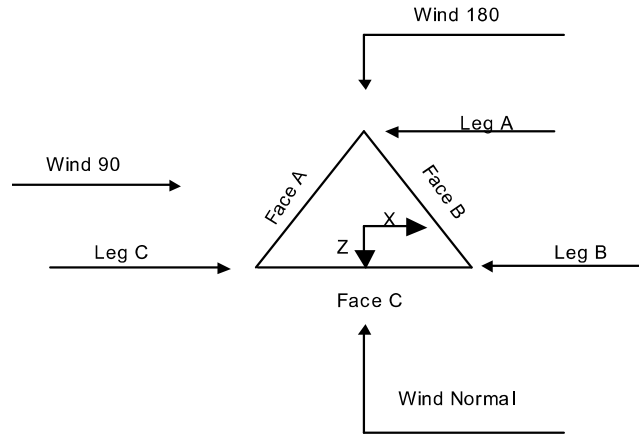 Wind 180
Leg A
Wind 90
Face A
Face B
X
Z
Leg C
Leg B
Face C
Wind Normal